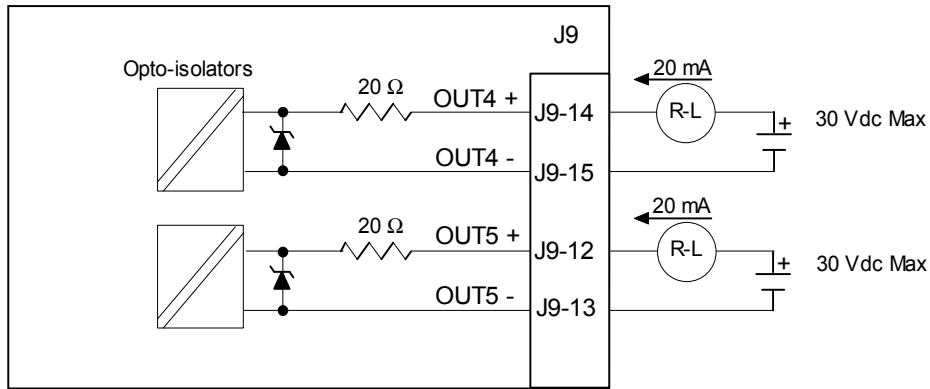 J9
Opto-isolators
20 Ω
OUT4 +
J9-14
20 mA
R-L
+
30 Vdc Max
OUT4 -
J9-15
20 Ω
OUT5 +
J9-12
20 mA
R-L
+
30 Vdc Max
OUT5 -
J9-13